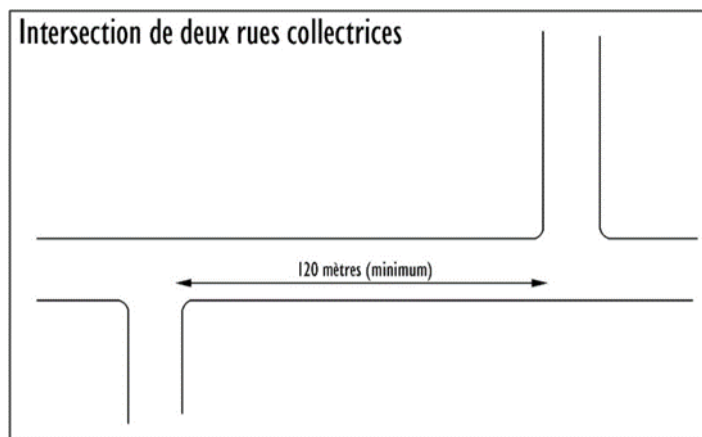 Intersection de deux rues collectrices
120 mètres (minimum)